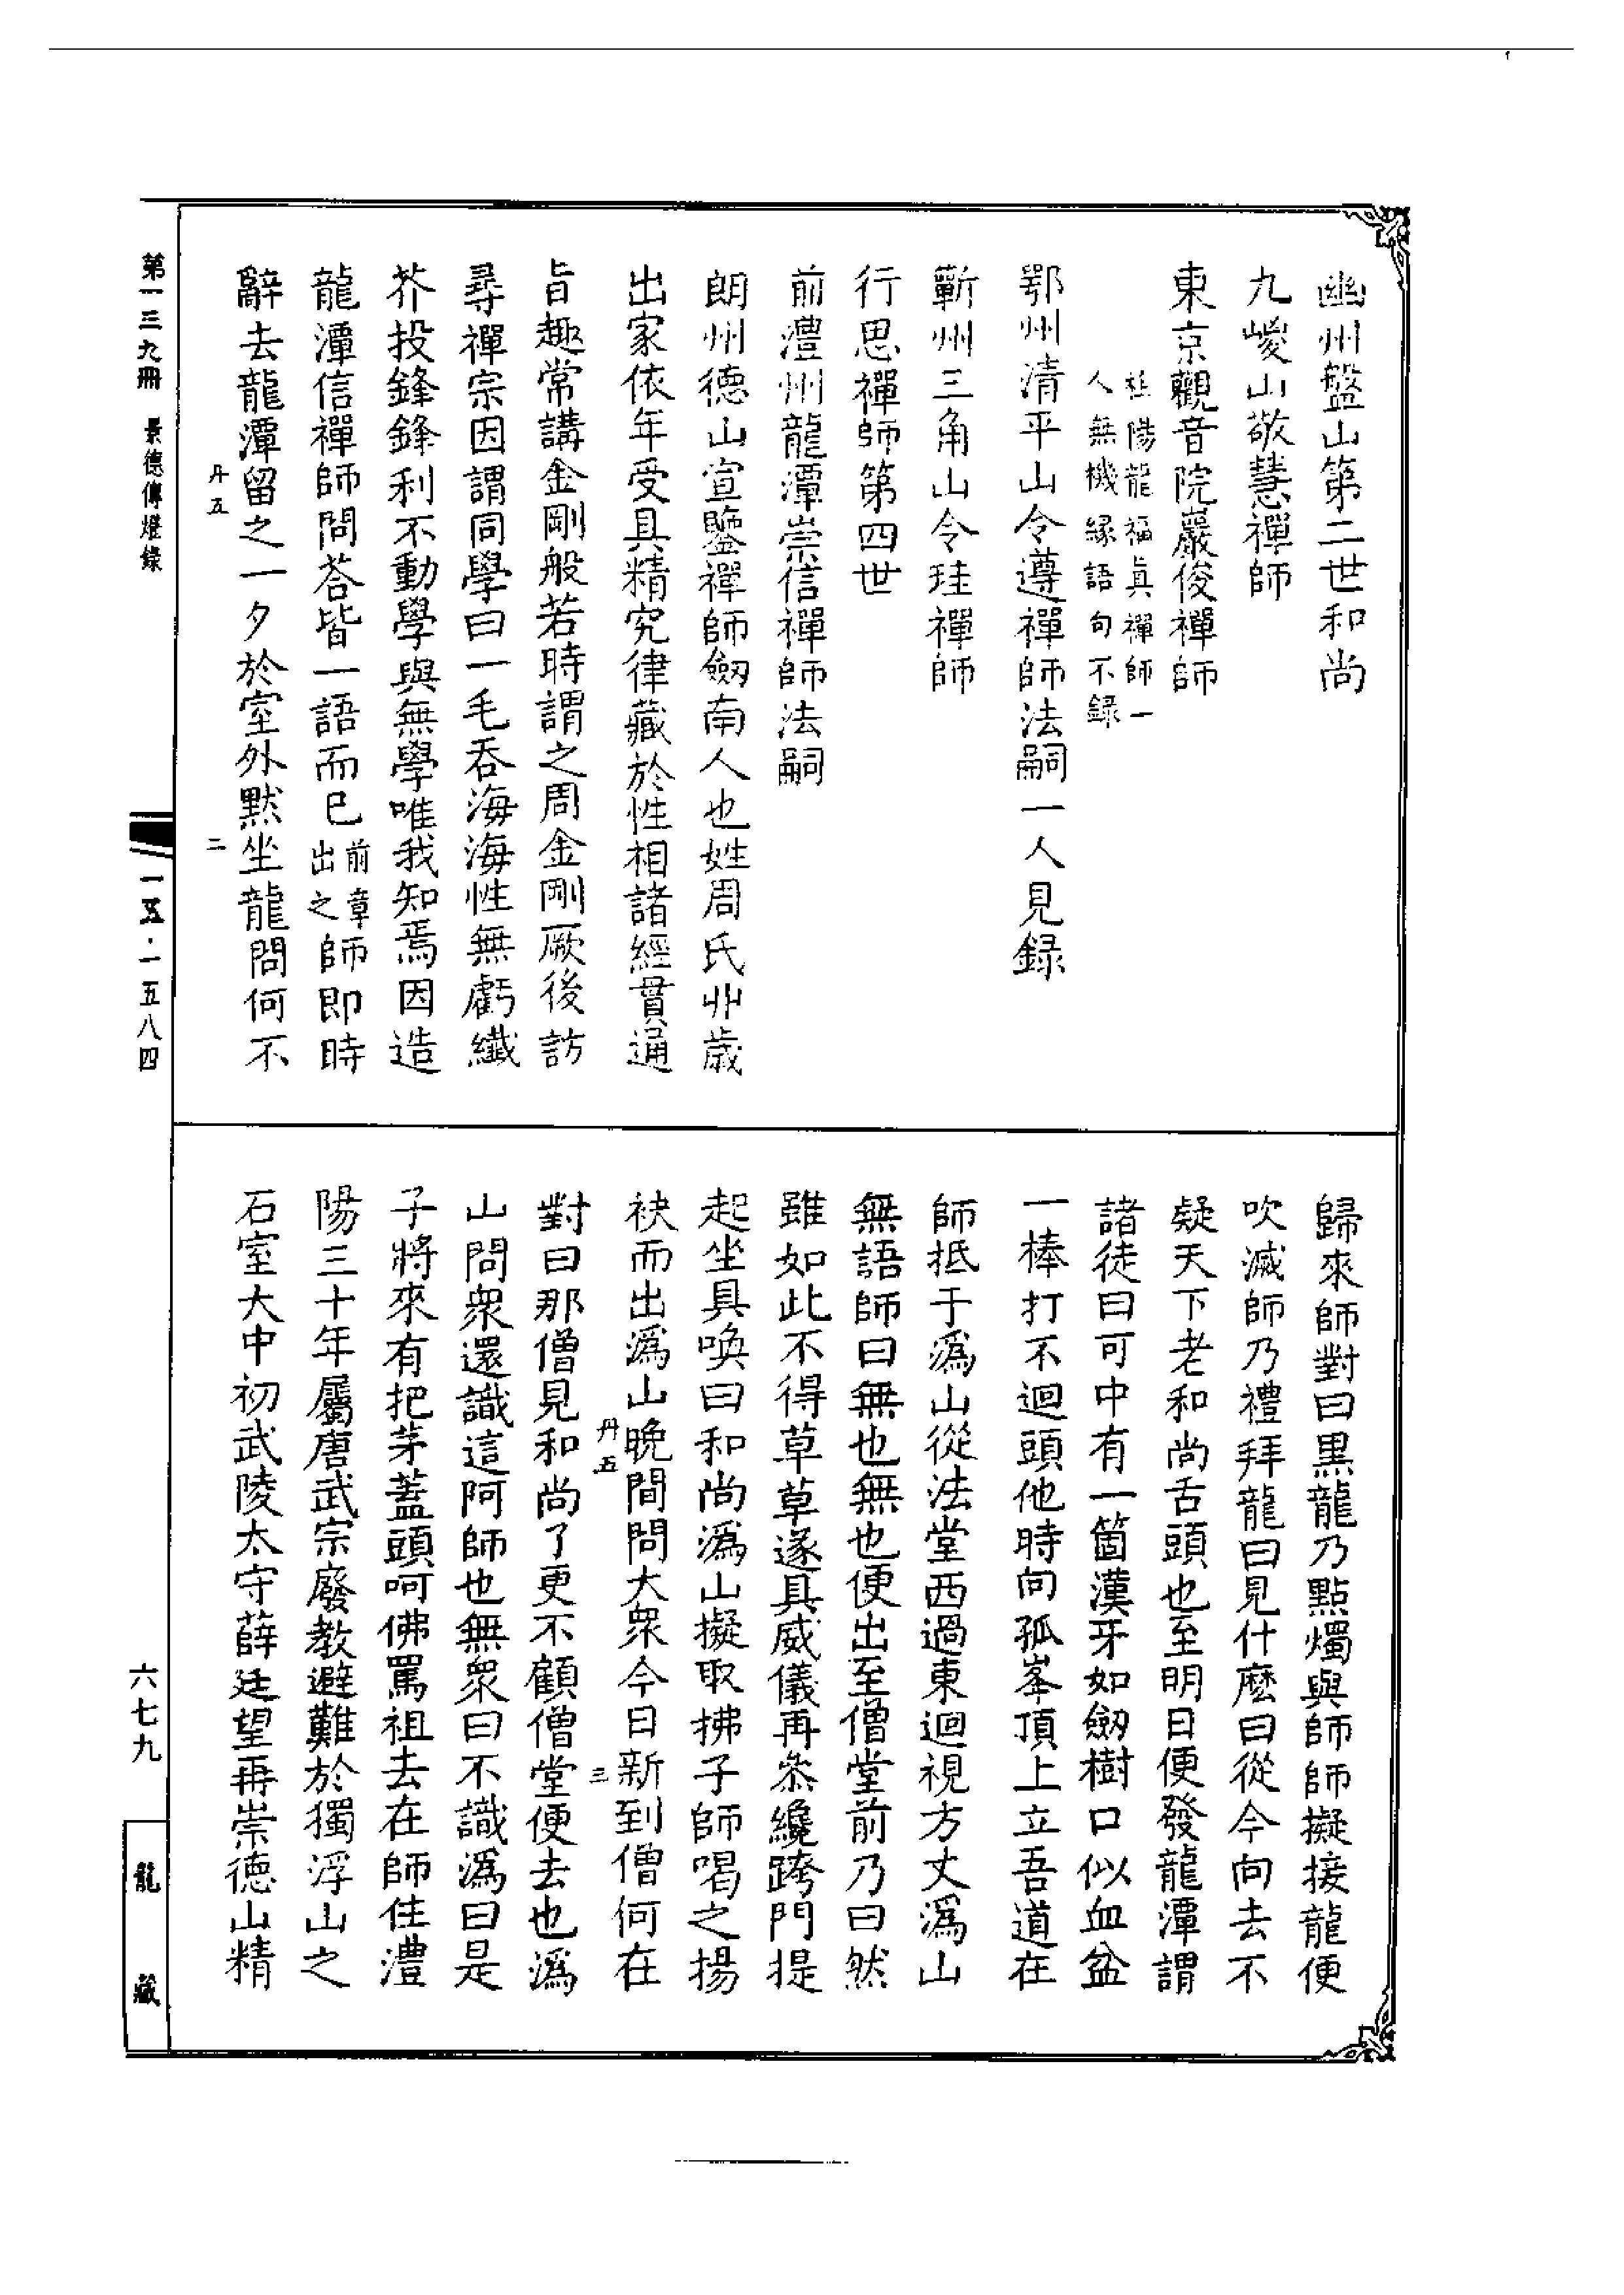 幽州盤山第二世和尚
九嵕山敬慧禪師
東京觀音院巖俊禪師
桂陽龍福眞禪師一
人無機緣語句不録
鄂州清平山令遵禪師法嗣一人見録
蘄州三角山令珪禪師
行思禪師第四世
前澧州龍潭崇信禪師法嗣
朗州德山宣鑒禪師劒南人也姓周氏丱歲
出家依年受具精究律藏於性相諸經貫通
旨趣常講金剛般若時謂之周金剛厥後訪
尋禪宗因謂同學曰一毛吞海海性無虧纖
芥投鋒鋒利不動學與無學唯我知焉因造
龍潭信禪師問荅皆一語而已前章出之師即時
辭去龍潭留之一夕於室外默坐龍問何不
丹五
二
歸來師對曰黒龍乃點燭與師師擬接龍便
吹滅師乃禮拜龍曰見什麽曰從今向去不
疑天下老和尚舌頭也至明日便發龍潭謂
諸徒曰可中有一箇漢牙如劒樹口似血盆
一棒打不迴頭他時向孤峯頂上立吾道在
師抵于溈山從法堂西過東迴視方丈溈山
無語師曰無也無也便出至僧堂前乃曰然
雖如此不得草草遂具威儀再叅纔跨門提
起坐具喚曰和尚溈山擬取拂子師喝之揚
袂而出溈山晚間問大衆今日新到僧何在
丹五
三
對曰那僧見和尚了更不顧僧堂便去也溈
山問衆還識這阿師也無衆曰不識溈曰是
子將來有把茅蓋頭呵佛罵祖去在師住澧
陽三十年屬唐武宗廢教避難於獨浮山之
石室大中初武陵太守薛廷望再崇德山精
第一三九冊 景德傳燈錄
一五·一五八四
六七九
龍藏